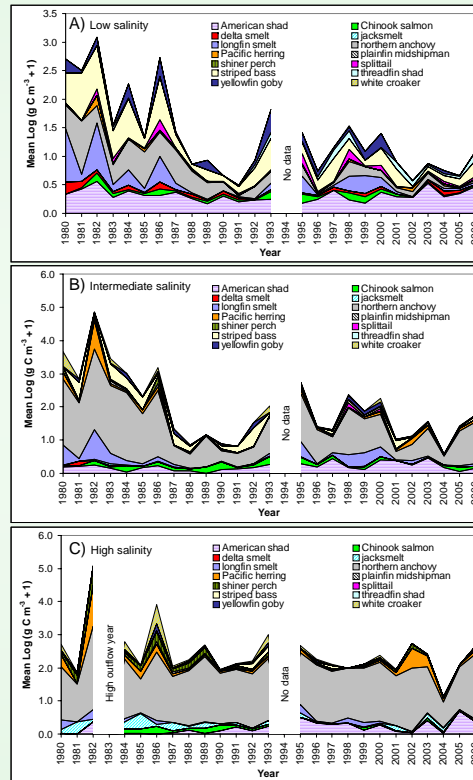 A) Low salinity
American shad
delta smelt
longfin smelt
Pacific herring
shiner perch
striped bass
yellowfin goby
Chinook salmon
jacksmelt
northern anchovy
plainfin midshipman
splittail
threadfin shad
white croaker
Mean Log (g C m⁻³ + 1)
3.5
3.0
2.5
2.0
1.5
1.0
0.5
0.0
No data
1980 1981 1982 1983 1984 1985 1986 1987 1988 1989 1990 1991 1992 1993 1994 1995 1996 1997 1998 1999 2000 2001 2002 2003 2004 2005 2006
Year
B) Intermediate salinity
American shad
delta smelt
longfin smelt
Pacific herring
shiner perch
striped bass
yellowfin goby
Chinook salmon
jacksmelt
northern anchovy
plainfin midshipman
splittail
threadfin shad
white croaker
Mean Log (g C m⁻³ + 1)
6.0
5.0
4.0
3.0
2.0
1.0
0.0
No data
1980 1981 1982 1983 1984 1985 1986 1987 1988 1989 1990 1991 1992 1993 1994 1995 1996 1997 1998 1999 2000 2001 2002 2003 2004 2005
Year
C) High salinity
American shad
delta smelt
longfin smelt
Pacific herring
shiner perch
striped bass
yellowfin goby
Chinook salmon
jacksmelt
northern anchovy
plainfin midshipman
splittail
threadfin shad
white croaker
Mean Log (g C m⁻³ + 1)
6.0
5.0
4.0
3.0
2.0
1.0
0.0
High outflow year
No data
1980 1981 1982 1983 1984 1985 1986 1987 1988 1989 1990 1991 1992 1993 1994 1995 1996 1997 1998 1999 2000 2001 2002 2003 2004 2005
Year